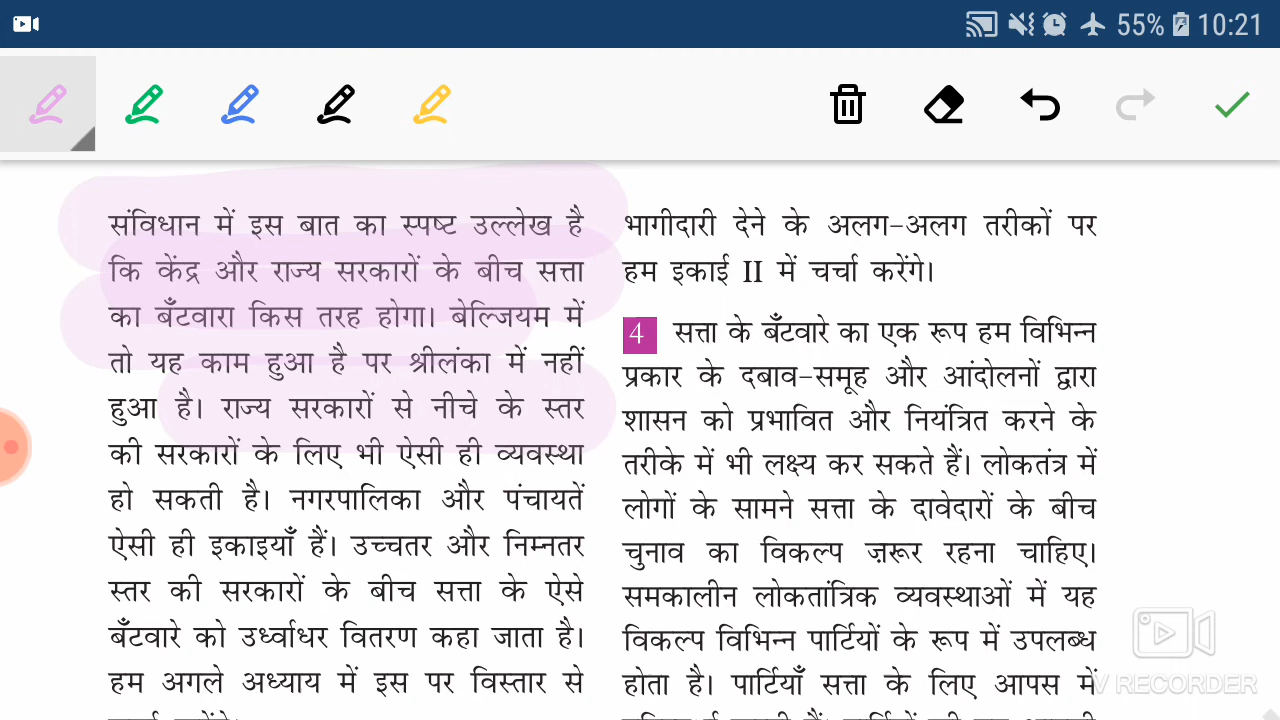 55% 10:21
संविधान में इस बात का स्पष्ट उल्लेख है
कि केंद्र और राज्य सरकारों के बीच सत्ता
का बँटवारा किस तरह होगा। बेल्जियम में
तो यह काम हुआ है पर श्रीलंका में नहीं
हुआ है। राज्य सरकारों से नीचे के स्तर
की सरकारों के लिए भी ऐसी ही व्यवस्था
हो सकती है। नगरपालिका और पंचायतें
ऐसी ही इकाइयाँ हैं। उच्चतर और निम्नतर
स्तर की सरकारों के बीच सत्ता के ऐसे
बँटवारे को उर्ध्वाधर वितरण कहा जाता है।
हम अगले अध्याय में इस पर विस्तार से
भागीदारी देने के अलग-अलग तरीकों पर
हम इकाई II में चर्चा करेंगे।
4 सत्ता के बँटवारे का एक रूप हम विभिन्न
प्रकार के दबाव-समूह और आंदोलनों द्वारा
शासन को प्रभावित और नियंत्रित करने के
तरीके में भी लक्ष्य कर सकते हैं। लोकतंत्र में
लोगों के सामने सत्ता के दावेदारों के बीच
चुनाव का विकल्प ज़रूर रहना चाहिए।
समकालीन लोकतांत्रिक व्यवस्थाओं में यह
विकल्प विभिन्न पार्टियों के रूप में उपलब्ध
होता है। पार्टियाँ सत्ता के लिए आपस में
V RECORDER